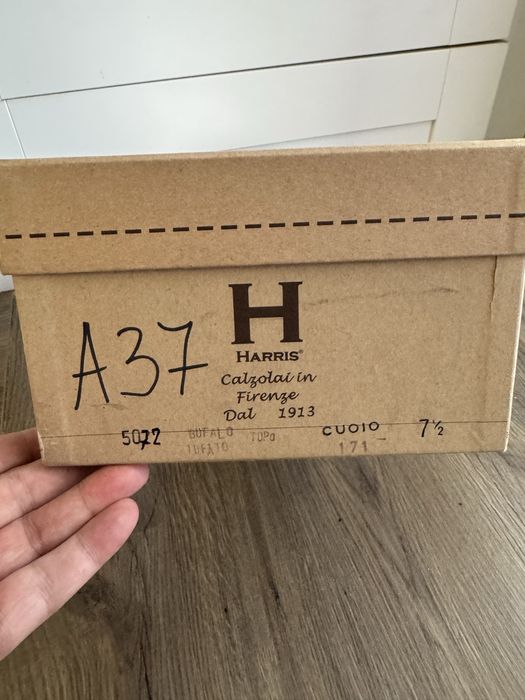 A37
H
HARRIS®
Calzolai in
Firenze
Dal 1913
5072 BUFALO TOPO CUOIO 7½
TUFATO 171-